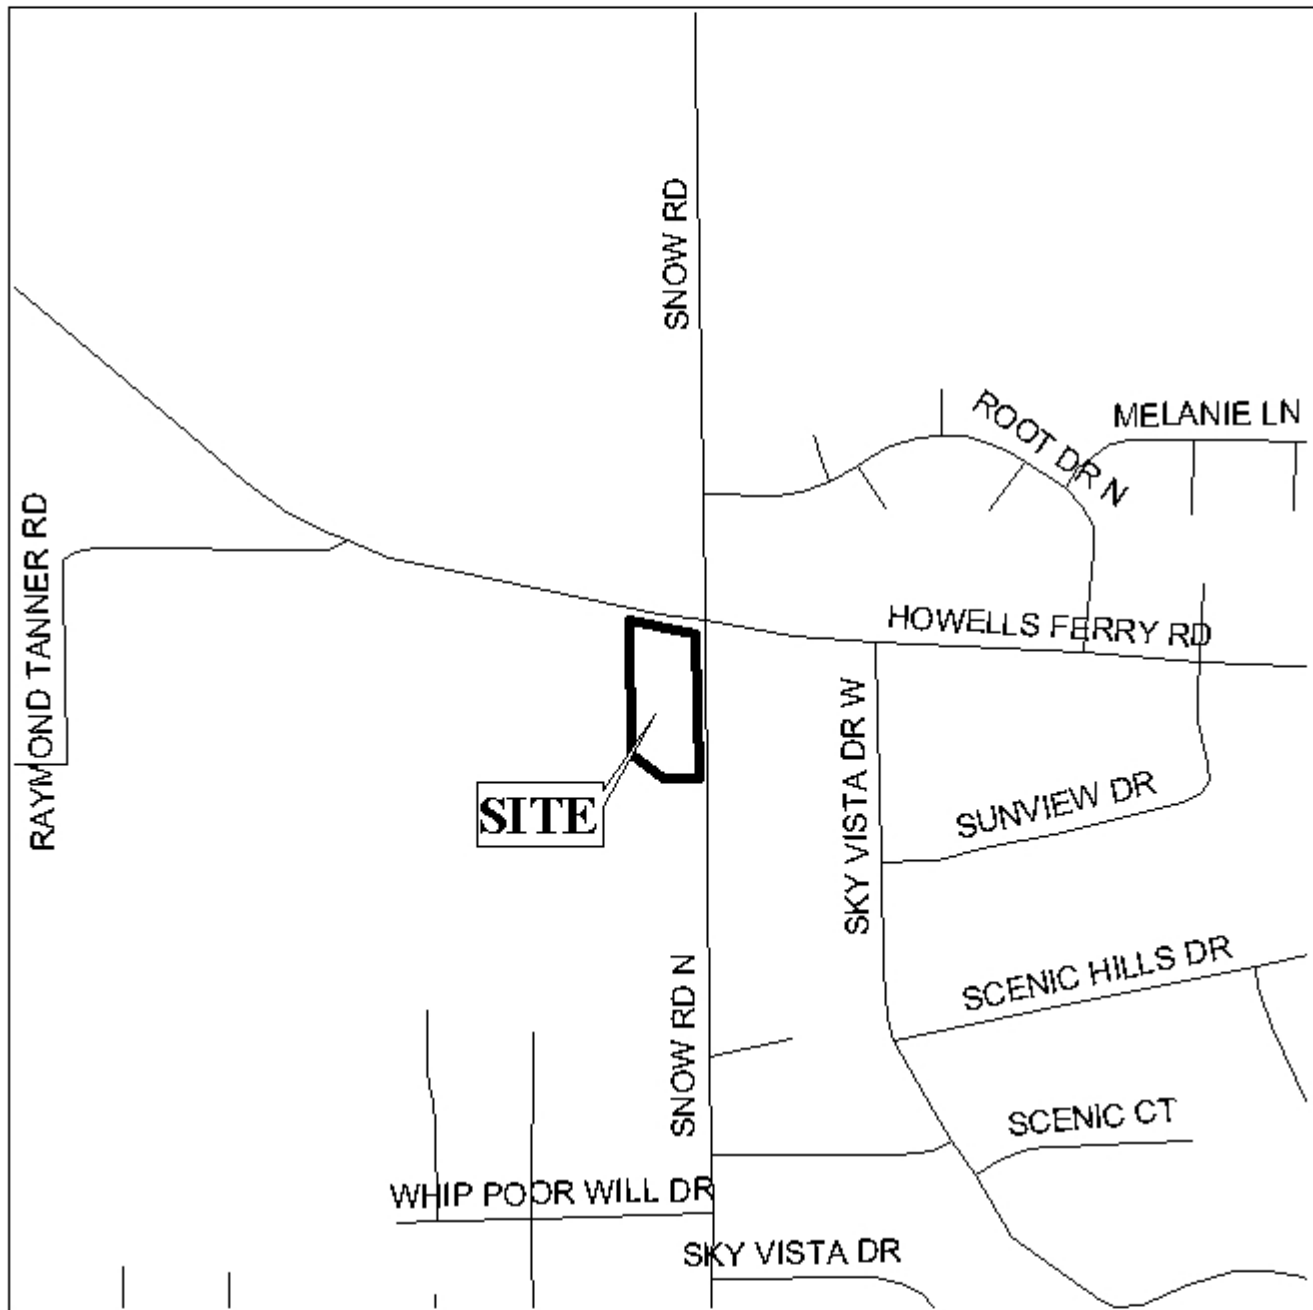 SNOW RD
ROOT DR N
MELANIE LN
RAYMOND TANNER RD
HOWELLS FERRY RD
SKY VISTA DR W
SITE
SUNVIEW DR
SCENIC HILLS DR
SNOW RD N
SCENIC CT
WHIP POOR WILL DR
SKY VISTA DR